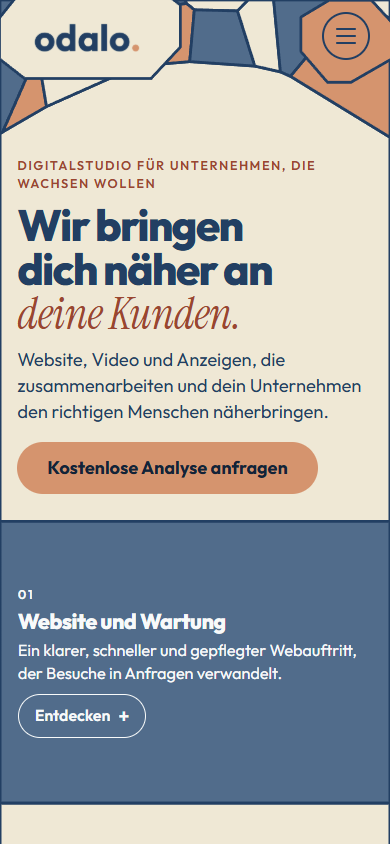 odalo.
DIGITALSTUDIO FÜR UNTERNEHMEN, DIE
WACHSEN WOLLEN
Wir bringen
dich näher an
deine Kunden.
Website, Video und Anzeigen, die
zusammenarbeiten und dein Unternehmen
den richtigen Menschen näherbringen.
Kostenlose Analyse anfragen
01
Website und Wartung
Ein klarer, schneller und gepflegter Webauftritt,
der Besuche in Anfragen verwandelt.
Entdecken +